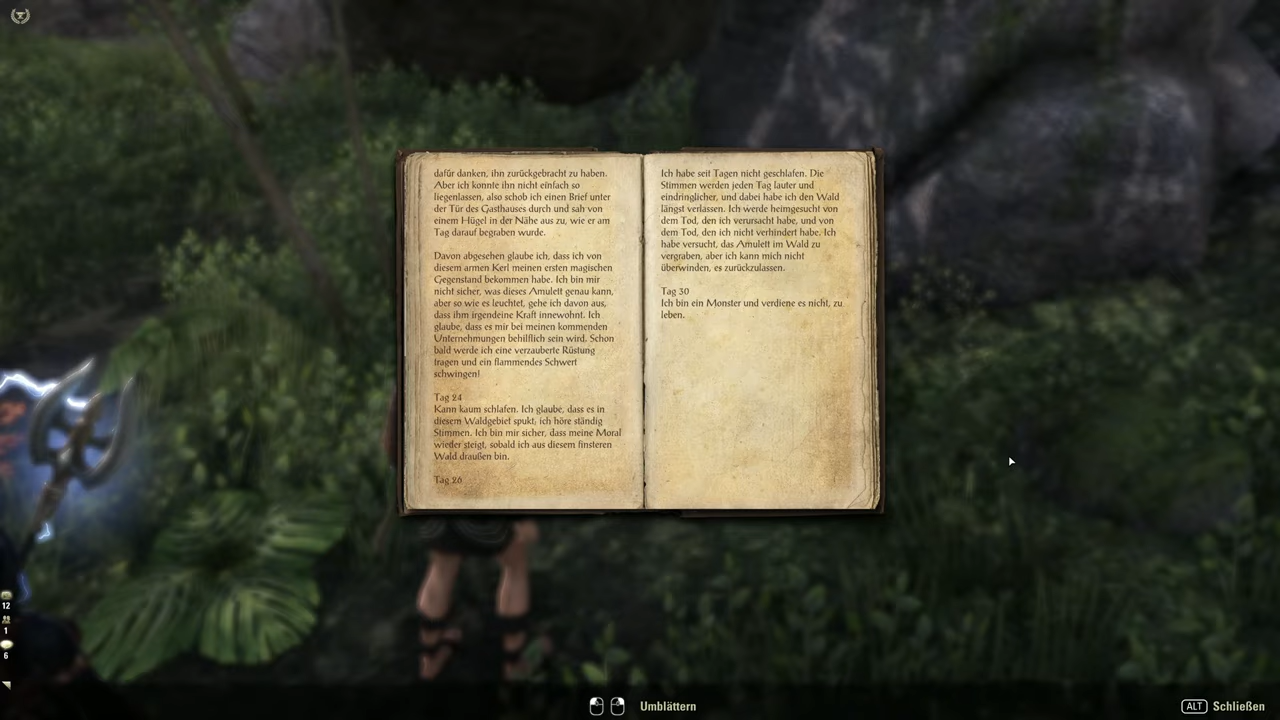 dafür danken, ihn zurückgebracht zu haben.
Aber ich konnte ihn nicht einfach so
liegenlassen, also schob ich einen Brief unter
der Tür des Gasthauses durch und sah von
einem Hügel in der Nähe aus zu, wie er am
Tag darauf begraben wurde.
Davon abgesehen glaube ich, dass ich von
diesem armen Kerl meinen ersten magischen
Gegenstand bekommen habe. Ich bin mir
nicht sicher, was dieses Amulett genau kann,
aber so wie es leuchtet, gehe ich davon aus,
dass ihm irgendeine Kraft innewohnt. Ich
glaube, dass es mir bei meinen kommenden
Unternehmungen behilflich sein wird. Schon
bald werde ich eine verzauberte Rüstung
tragen und ein flammendes Schwert
schwingen!
Tag 24
Kann kaum schlafen. Ich glaube, dass es in
diesem Waldgebiet spukt, ich höre ständig
Stimmen. Ich bin mir sicher, dass meine Moral
wieder steigt, sobald ich aus diesem finsteren
Wald draußen bin.
Tag 26
Ich habe seit Tagen nicht geschlafen. Die
Stimmen werden jeden Tag lauter und
eindringlicher, und dabei habe ich den Wald
längst verlassen. Ich werde heimgesucht von
dem Tod, den ich verursacht habe, und von
dem Tod, den ich nicht verhindert habe. Ich
habe versucht, das Amulett im Wald zu
vergraben, aber ich kann mich nicht
überwinden, es zurückzulassen.
Tag 30
Ich bin ein Monster und verdiene es nicht, zu
leben.
12
1
6
Umblättern
ALT Schließen